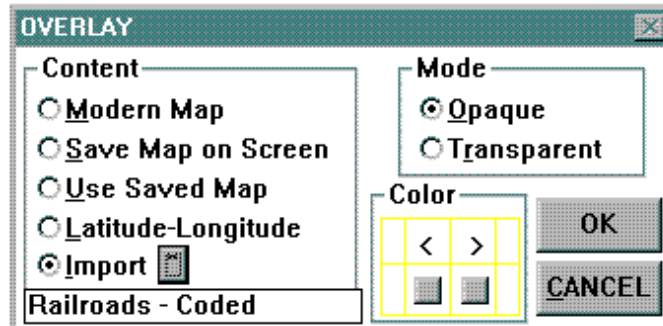 OVERLAY
Content
Modern Map
Save Map on Screen
Use Saved Map
Latitude-Longitude
Import
Railroads - Coded
Mode
Opaque
Transparent
Color
< >
OK
CANCEL